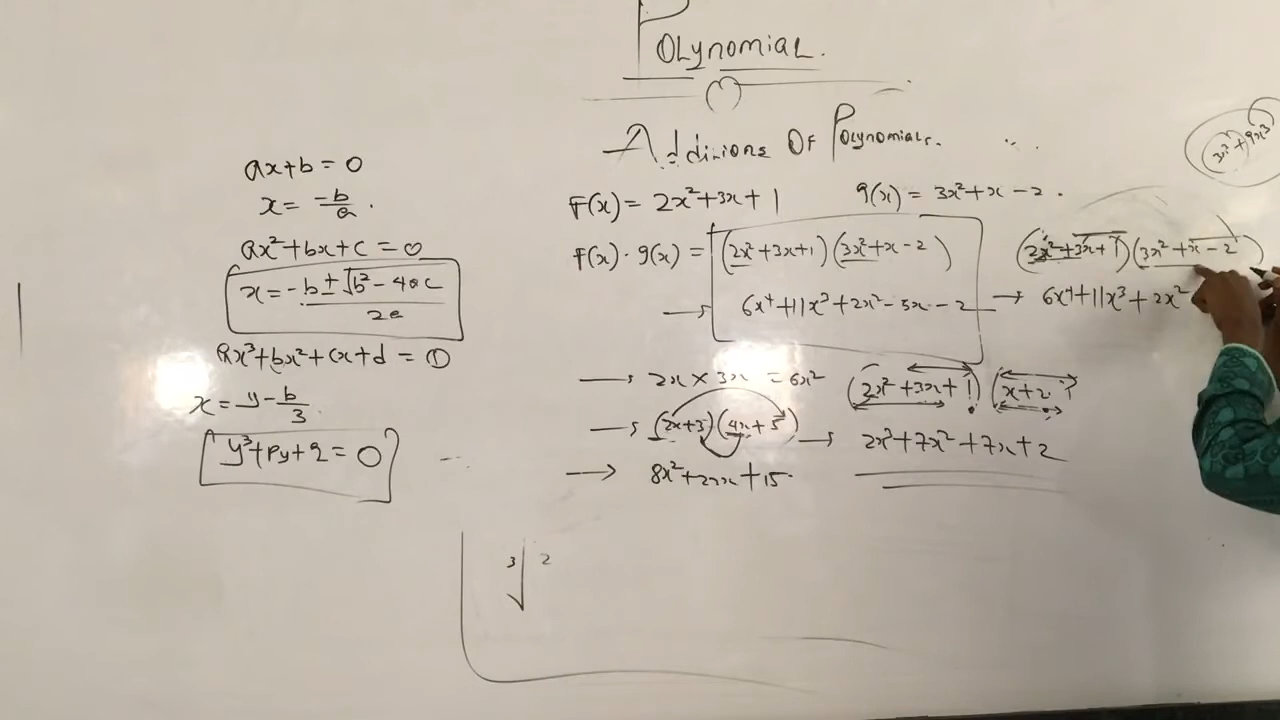 POLYNOMIAL.
Additions Of Polynomials.
3x² + 9x³
ax+b = 0
x = -b/a.
ax²+bx+c = 0
x = -b ± √b² - 4ac / 2a
ax³+bx²+cx+d = 0
x = y - b/3
y³+py+q = 0
F(x) = 2x²+3x+1 g(x) = 3x²+x-2.
F(x)·g(x) = (2x²+3x+1)(3x²+x-2) (2x²+3x+1)(3x²+x-2)
→ 6x⁴+11x³+2x²-5x-2 → 6x⁴+11x³+2x²
→ 2x × 3x = 6x² (2x²+3x+1)(x+2)
→ (2x+3)(4x+5) → 2x³+7x²+7x+2
→ 8x²+22x+15
3 2